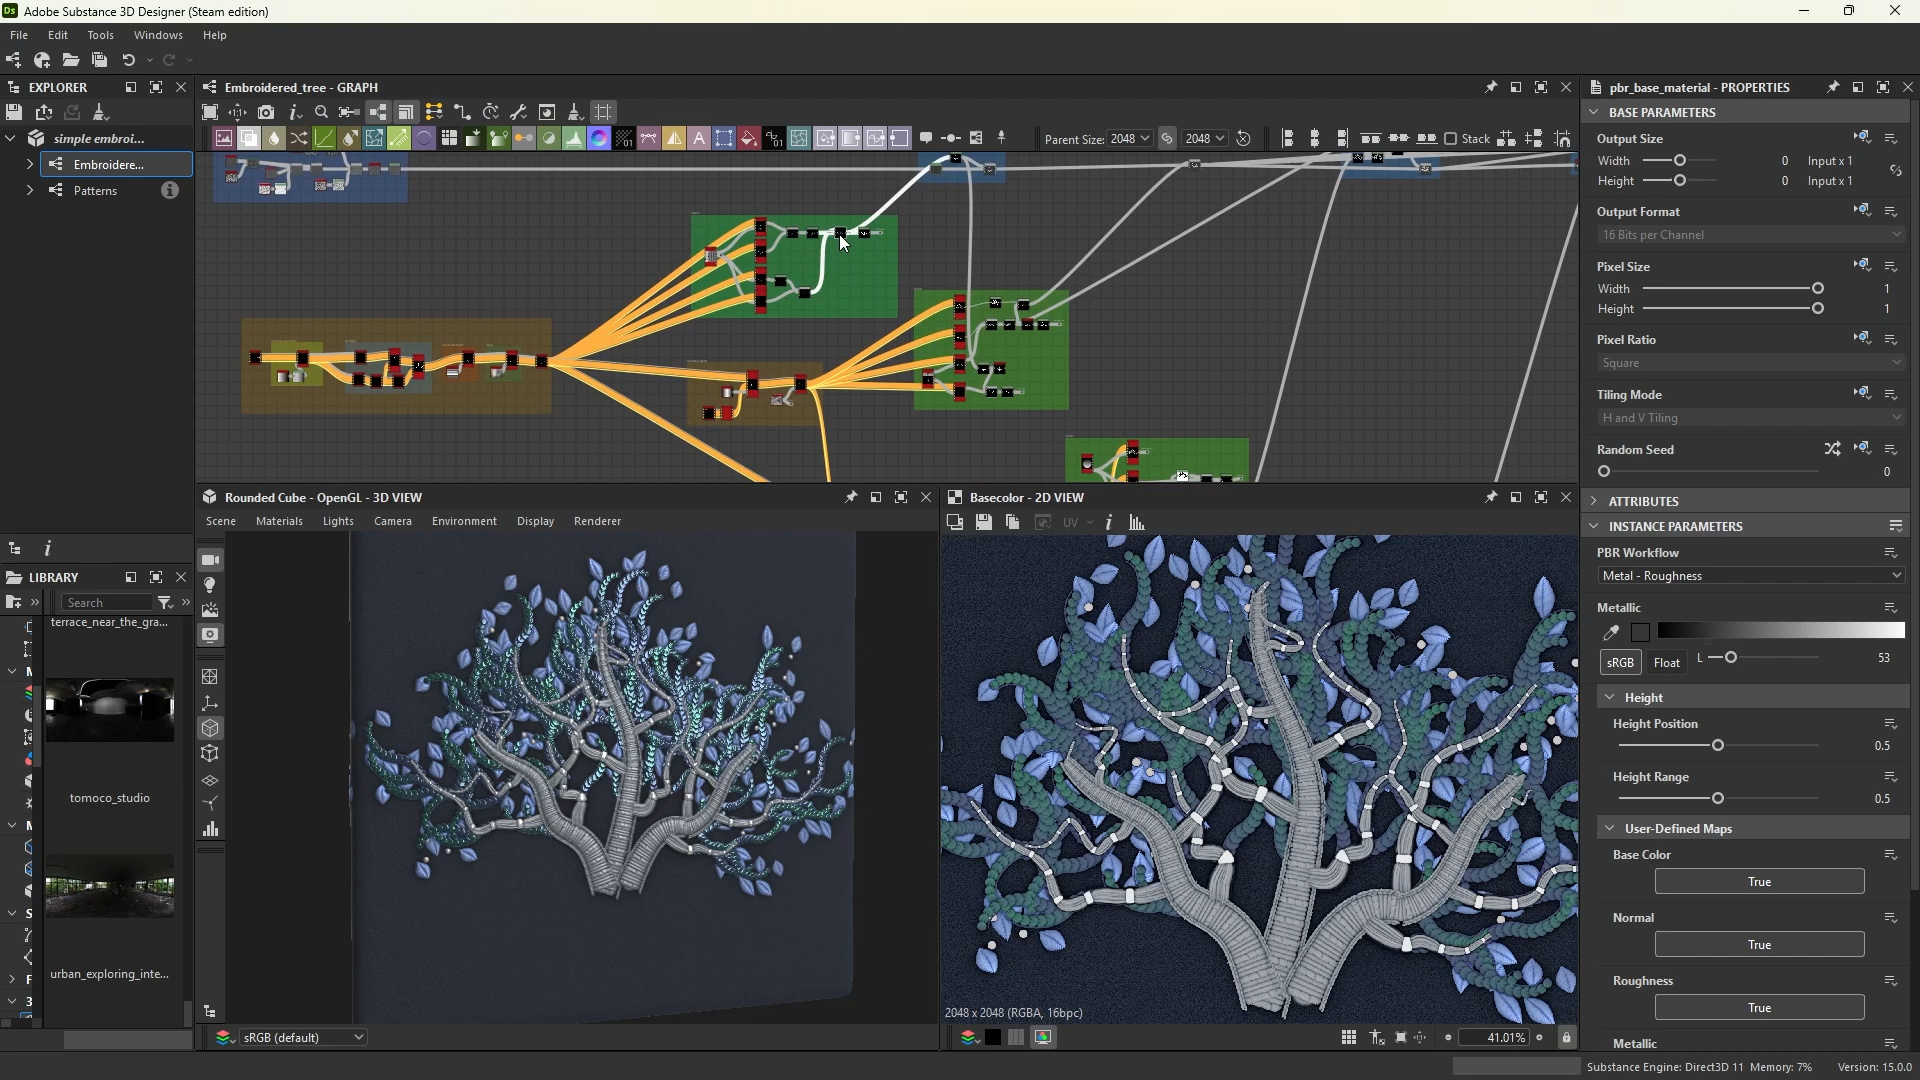 Ds Adobe Substance 3D Designer (Steam edition)
File Edit Tools Windows Help
EXPLORER
simple embroi...
Embroidere...
Patterns
Embroidered_tree - GRAPH
Parent Size: 2048 2048 Stack
LIBRARY
Search
terrace_near_the_gra...
tomoco_studio
urban_exploring_inte...
Rounded Cube - OpenGL - 3D VIEW
Scene Materials Lights Camera Environment Display Renderer
sRGB (default)
Basecolor - 2D VIEW
UV
2048 x 2048 (RGBA, 16bpc)
41.01%
pbr_base_material - PROPERTIES
BASE PARAMETERS
Output Size
Width 0 Input x 1
Height 0 Input x 1
Output Format
16 Bits per Channel
Pixel Size
Width 1
Height 1
Pixel Ratio
Square
Tiling Mode
H and V Tiling
Random Seed
0
ATTRIBUTES
INSTANCE PARAMETERS
PBR Workflow
Metal - Roughness
Metallic
sRGB Float L 53
Height
Height Position
0.5
Height Range
0.5
User-Defined Maps
Base Color
True
Normal
True
Roughness
True
Metallic
Substance Engine: Direct3D 11 Memory: 7% Version: 15.0.0